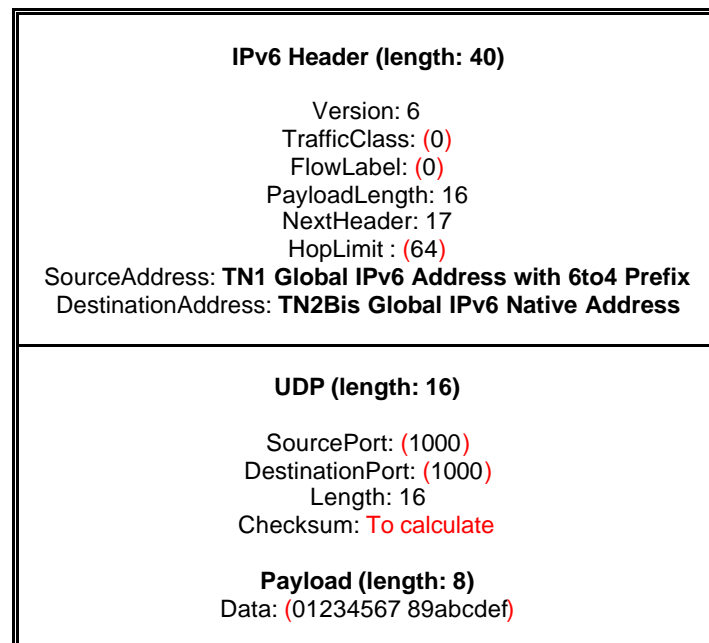 IPv6 Header (length: 40)
Version: 6
TrafficClass: (0)
FlowLabel: (0)
PayloadLength: 16
NextHeader: 17
HopLimit : (64)
SourceAddress: TN1 Global IPv6 Address with 6to4 Prefix
DestinationAddress: TN2Bis Global IPv6 Native Address
UDP (length: 16)
SourcePort: (1000)
DestinationPort: (1000)
Length: 16
Checksum: To calculate
Payload (length: 8)
Data: (01234567 89abcdef)